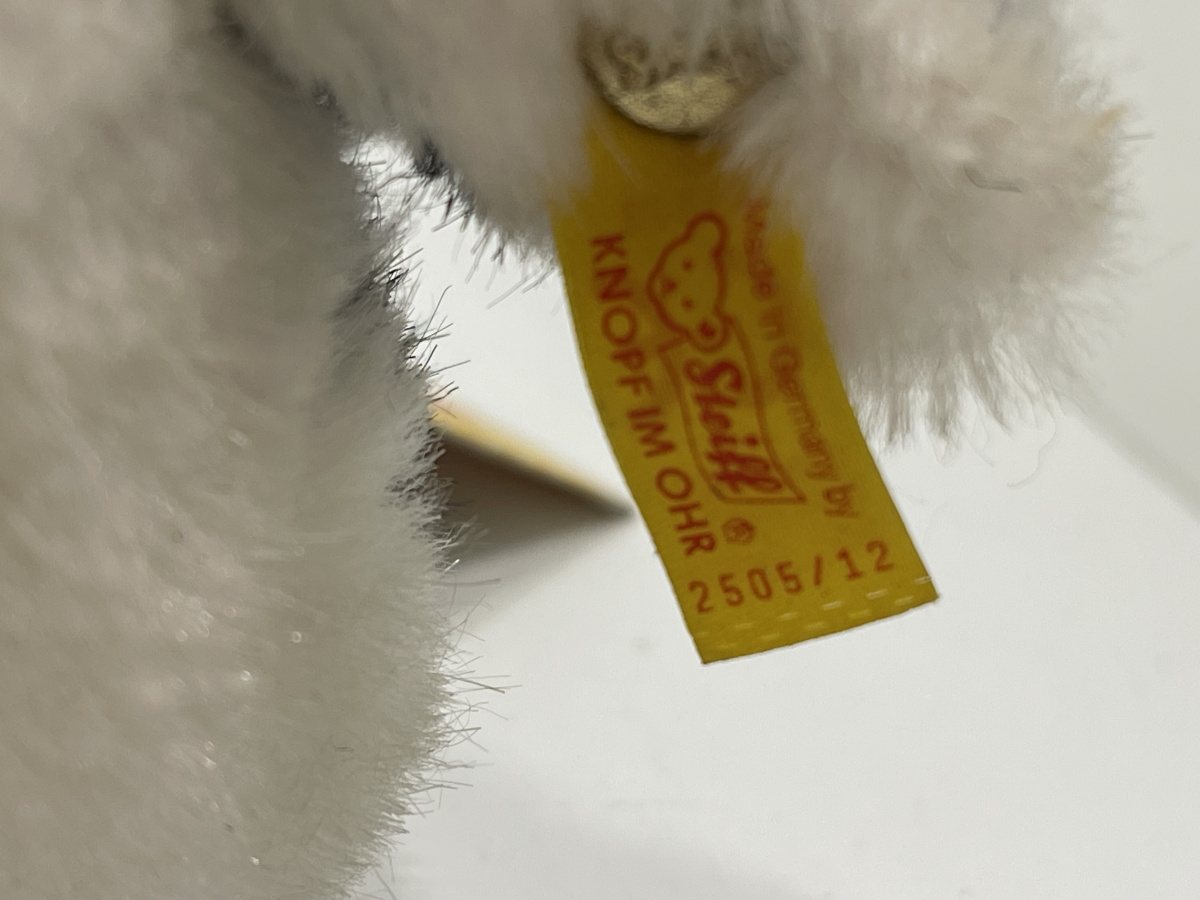 Made in Germany by
Steiff
®
KNOPF IM OHR
2505/12